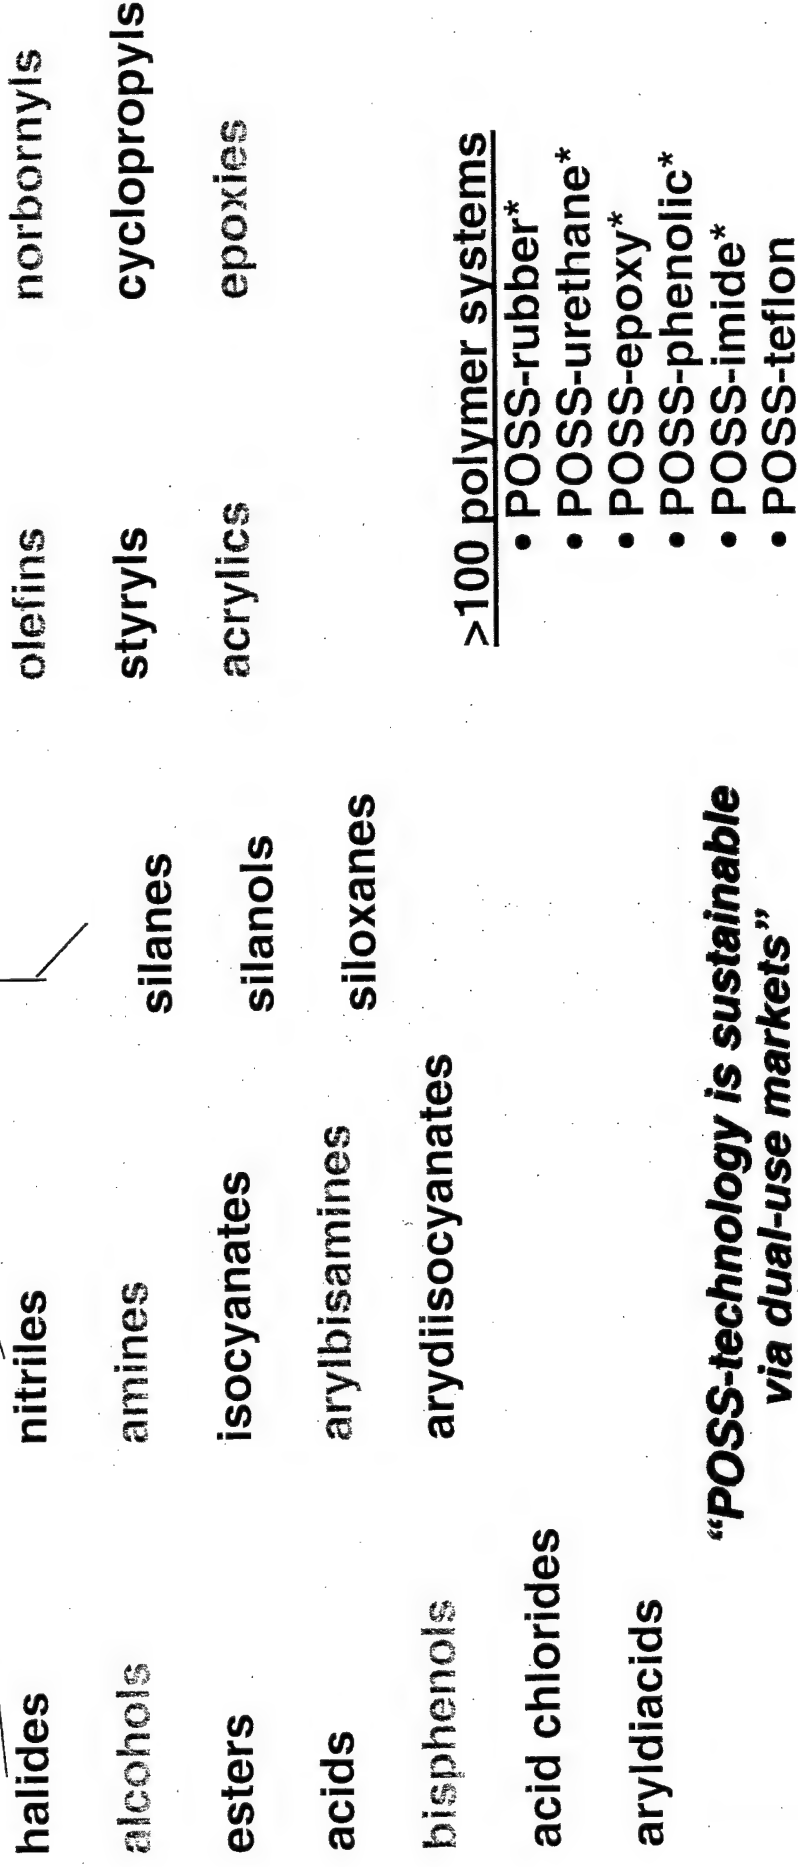 halides
alcohols
esters
acids
bisphenols
acid chlorides
aryldiacids
nitriles
amines
isocyanates
arylbisamines
arydiisocyanates
silanes
silanols
siloxanes
olefins
styryls
acrylics
norbornyls
cyclopropyls
epoxies
>100 polymer systems
• POSS-rubber*
• POSS-urethane*
• POSS-epoxy*
• POSS-phenolic*
• POSS-imide*
• POSS-teflon
“POSS-technology is sustainable
via dual-use markets”